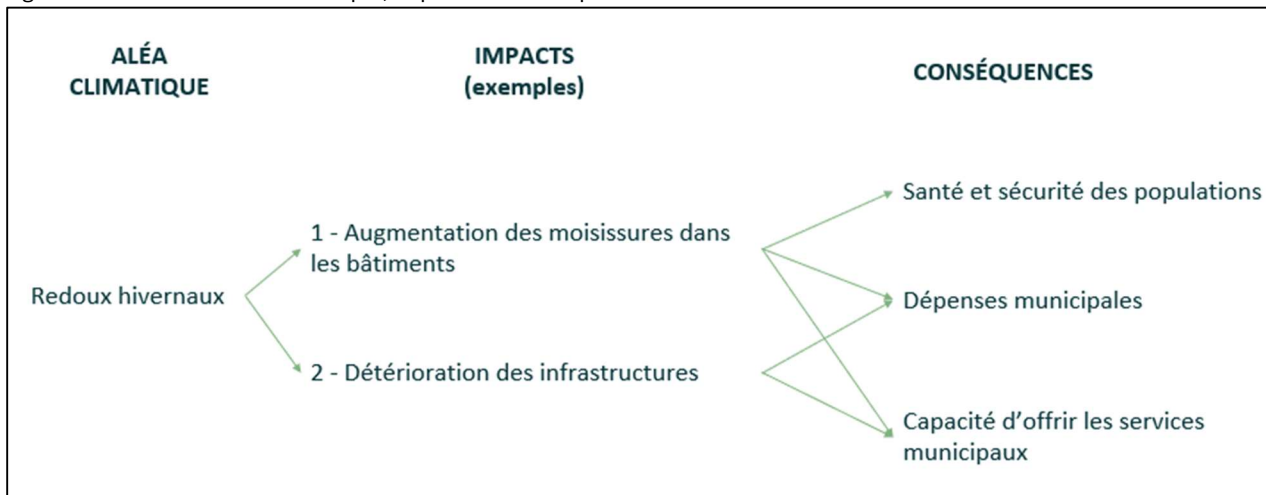 ALÉA
CLIMATIQUE
IMPACTS
(exemples)
CONSÉQUENCES
Redoux hivernaux
1 - Augmentation des moisissures dans
les bâtiments
2 - Détérioration des infrastructures
Santé et sécurité des populations
Dépenses municipales
Capacité d’offrir les services
municipaux